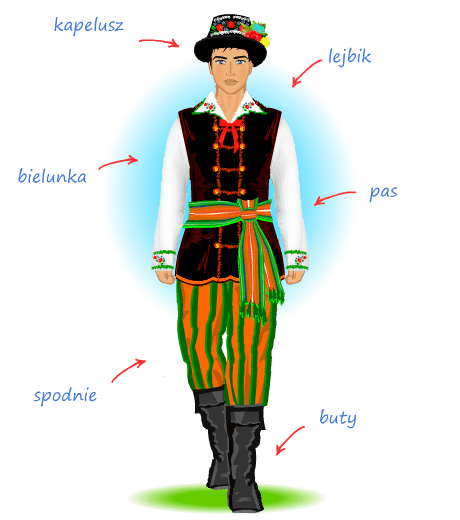 kapelusz
lejbik
bielunka
pas
spodnie
buty